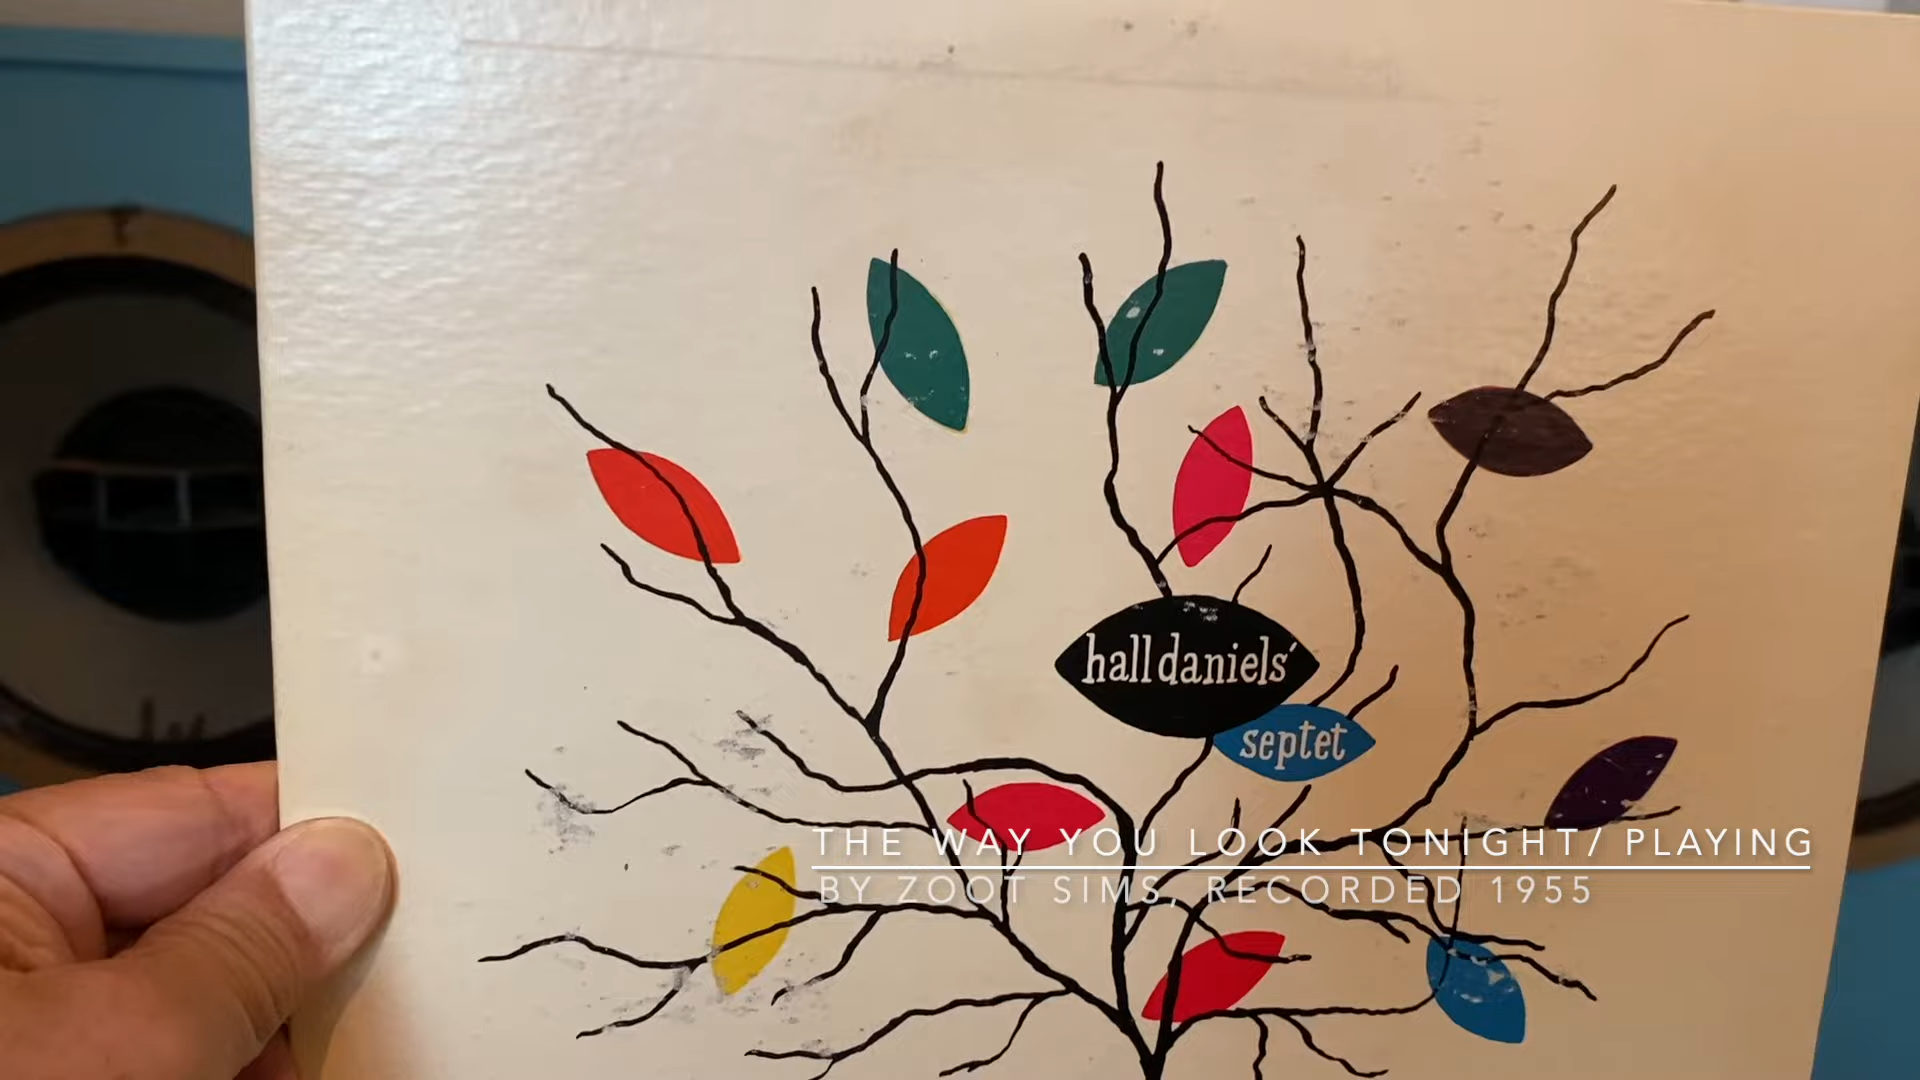 hall daniels'
septet
THE WAY YOU LOOK TONIGHT/ PLAYING
BY ZOOT SIMS, RECORDED 1955